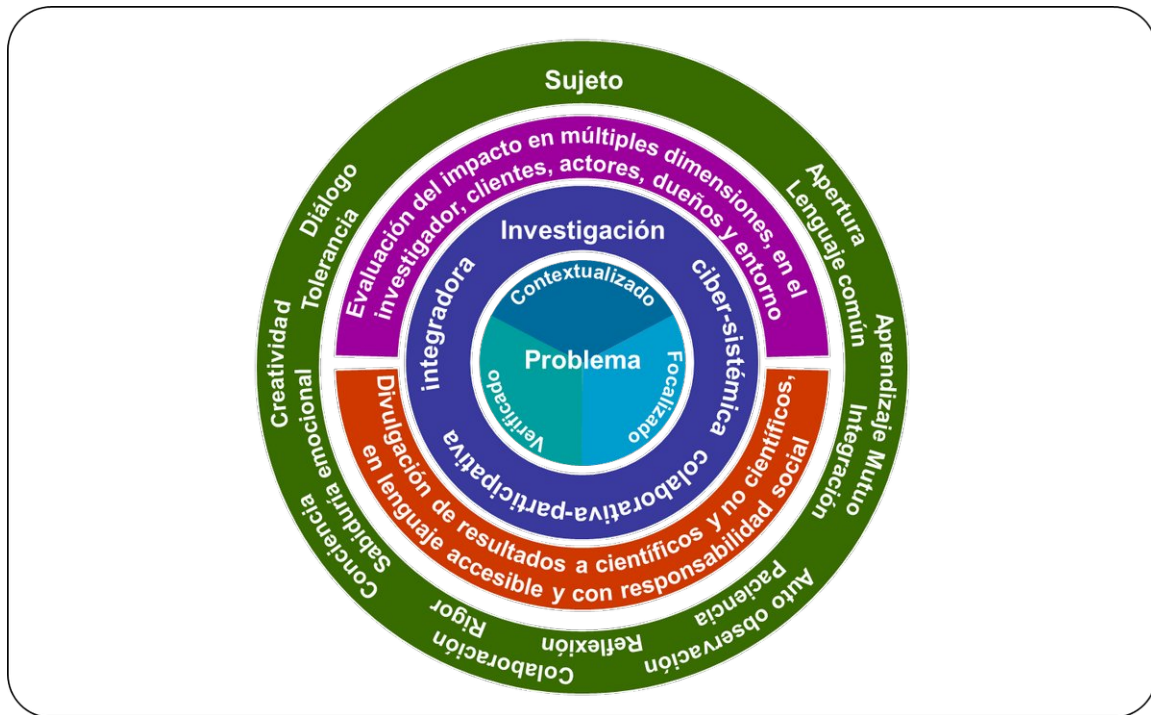 Sujeto
Apertura
Lenguaje común
Aprendizaje Mutuo
Integración
Auto observación
Paciencia
Reflexión
Colaboración
Rigor
Conciencia
Sabiduría emocional
Creatividad
Tolerancia
Diálogo
Evaluación del impacto en múltiples dimensiones, en el
investigador, clientes, actores, dueños y entorno
Divulgación de resultados a científicos y no científicos,
en lenguaje accesible y con responsabilidad social
Investigación
ciber-sistémica
colaborativa-participativa
integradora
Contextualizado
Problema
Focalizado
Verificado